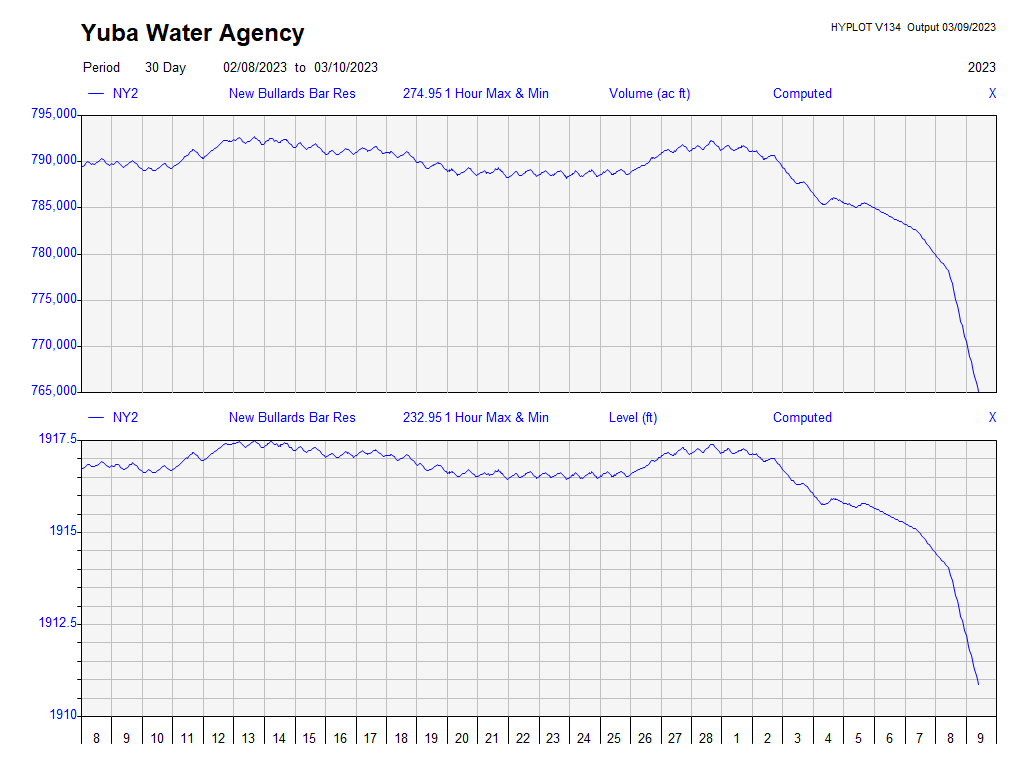 Yuba Water Agency
HYPLOT V134 Output 03/09/2023
Period 30 Day 02/08/2023 to 03/10/2023 2023
NY2 New Bullards Bar Res 274.95 1 Hour Max & Min Volume (ac ft) Computed X
795,000
790,000
785,000
780,000
775,000
770,000
765,000
NY2 New Bullards Bar Res 232.95 1 Hour Max & Min Level (ft) Computed X
1917.5
1915
1912.5
1910
8 9 10 11 12 13 14 15 16 17 18 19 20 21 22 23 24 25 26 27 28 1 2 3 4 5 6 7 8 9